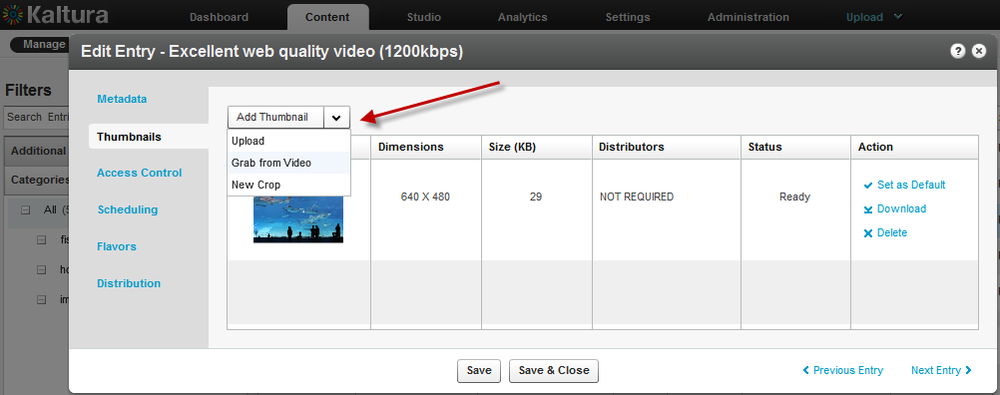 Kaltura
Dashboard
Content
Studio
Analytics
Settings
Administration
Upload
Manage
Edit Entry - Excellent web quality video (1200kbps)
?
Filters
Search Entri
Additional
Categories
All (5
fis
ho
im
Metadata
Thumbnails
Access Control
Scheduling
Flavors
Distribution
Add Thumbnail
Upload
Grab from Video
New Crop
Dimensions
Size (KB)
Distributors
Status
Action
640 X 480
29
NOT REQUIRED
Ready
Set as Default
Download
Delete
Save
Save & Close
Previous Entry
Next Entry